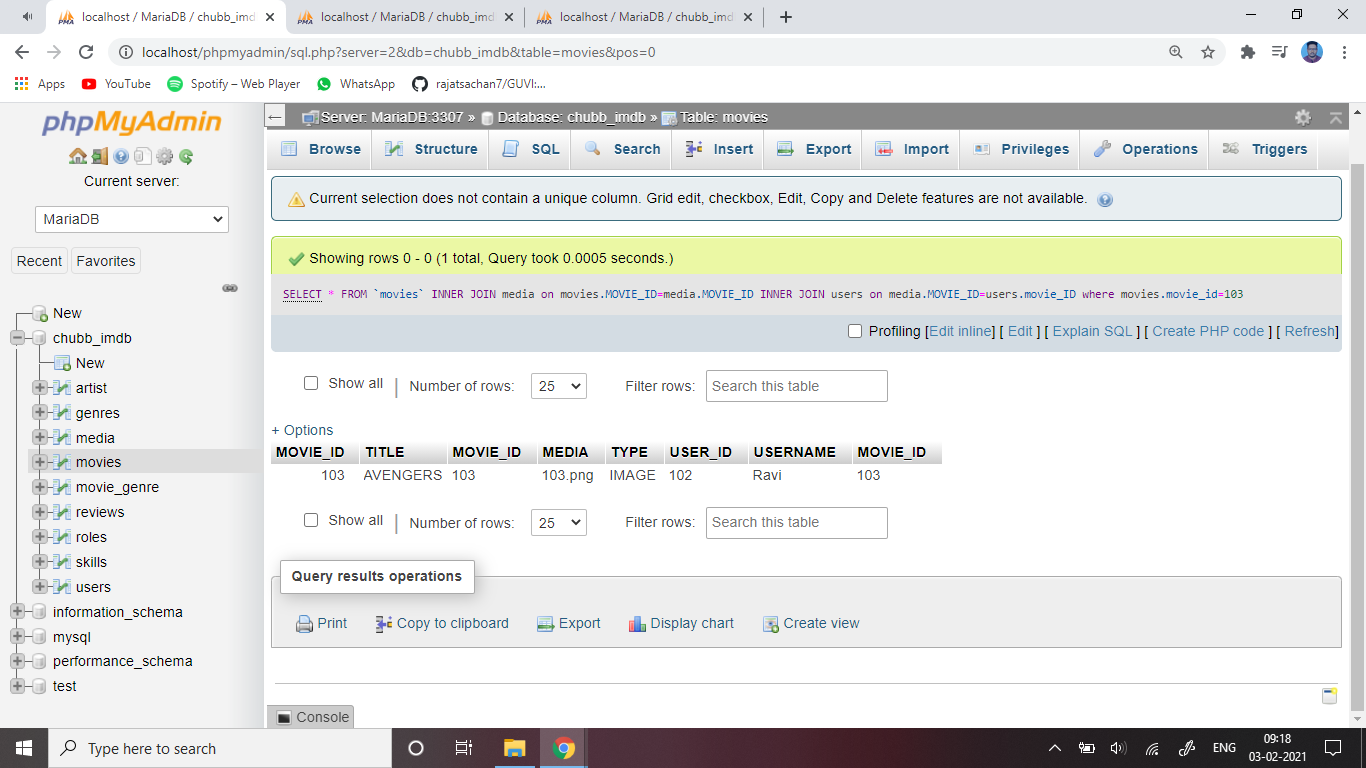 localhost / MariaDB / chubb_imd
localhost / MariaDB / chubb_imd
localhost / MariaDB / chubb_imd
localhost/phpmyadmin/sql.php?server=2&db=chubb_imdb&table=movies&pos=0
Apps YouTube Spotify – Web Player WhatsApp rajatsachan7/GUVI:...
phpMyAdmin
Current server:
MariaDB
Recent Favorites
New
chubb_imdb
New
artist
genres
media
movies
movie_genre
reviews
roles
skills
users
information_schema
mysql
performance_schema
test
Server: MariaDB:3307 » Database: chubb_imdb » Table: movies
Browse Structure SQL Search Insert Export Import Privileges Operations Triggers
Current selection does not contain a unique column. Grid edit, checkbox, Edit, Copy and Delete features are not available.
Showing rows 0 - 0 (1 total, Query took 0.0005 seconds.)
SELECT * FROM `movies` INNER JOIN media on movies.MOVIE_ID=media.MOVIE_ID INNER JOIN users on media.MOVIE_ID=users.movie_ID where movies.movie_id=103
Profiling [Edit inline] [ Edit ] [ Explain SQL ] [ Create PHP code ] [ Refresh]
Show all | Number of rows: 25 Filter rows: Search this table
+ Options
MOVIE_ID TITLE MOVIE_ID MEDIA TYPE USER_ID USERNAME MOVIE_ID
103 AVENGERS 103 103.png IMAGE 102 Ravi 103
Show all | Number of rows: 25 Filter rows: Search this table
Query results operations
Print Copy to clipboard Export Display chart Create view
Console
Type here to search
ENG
09:18
03-02-2021